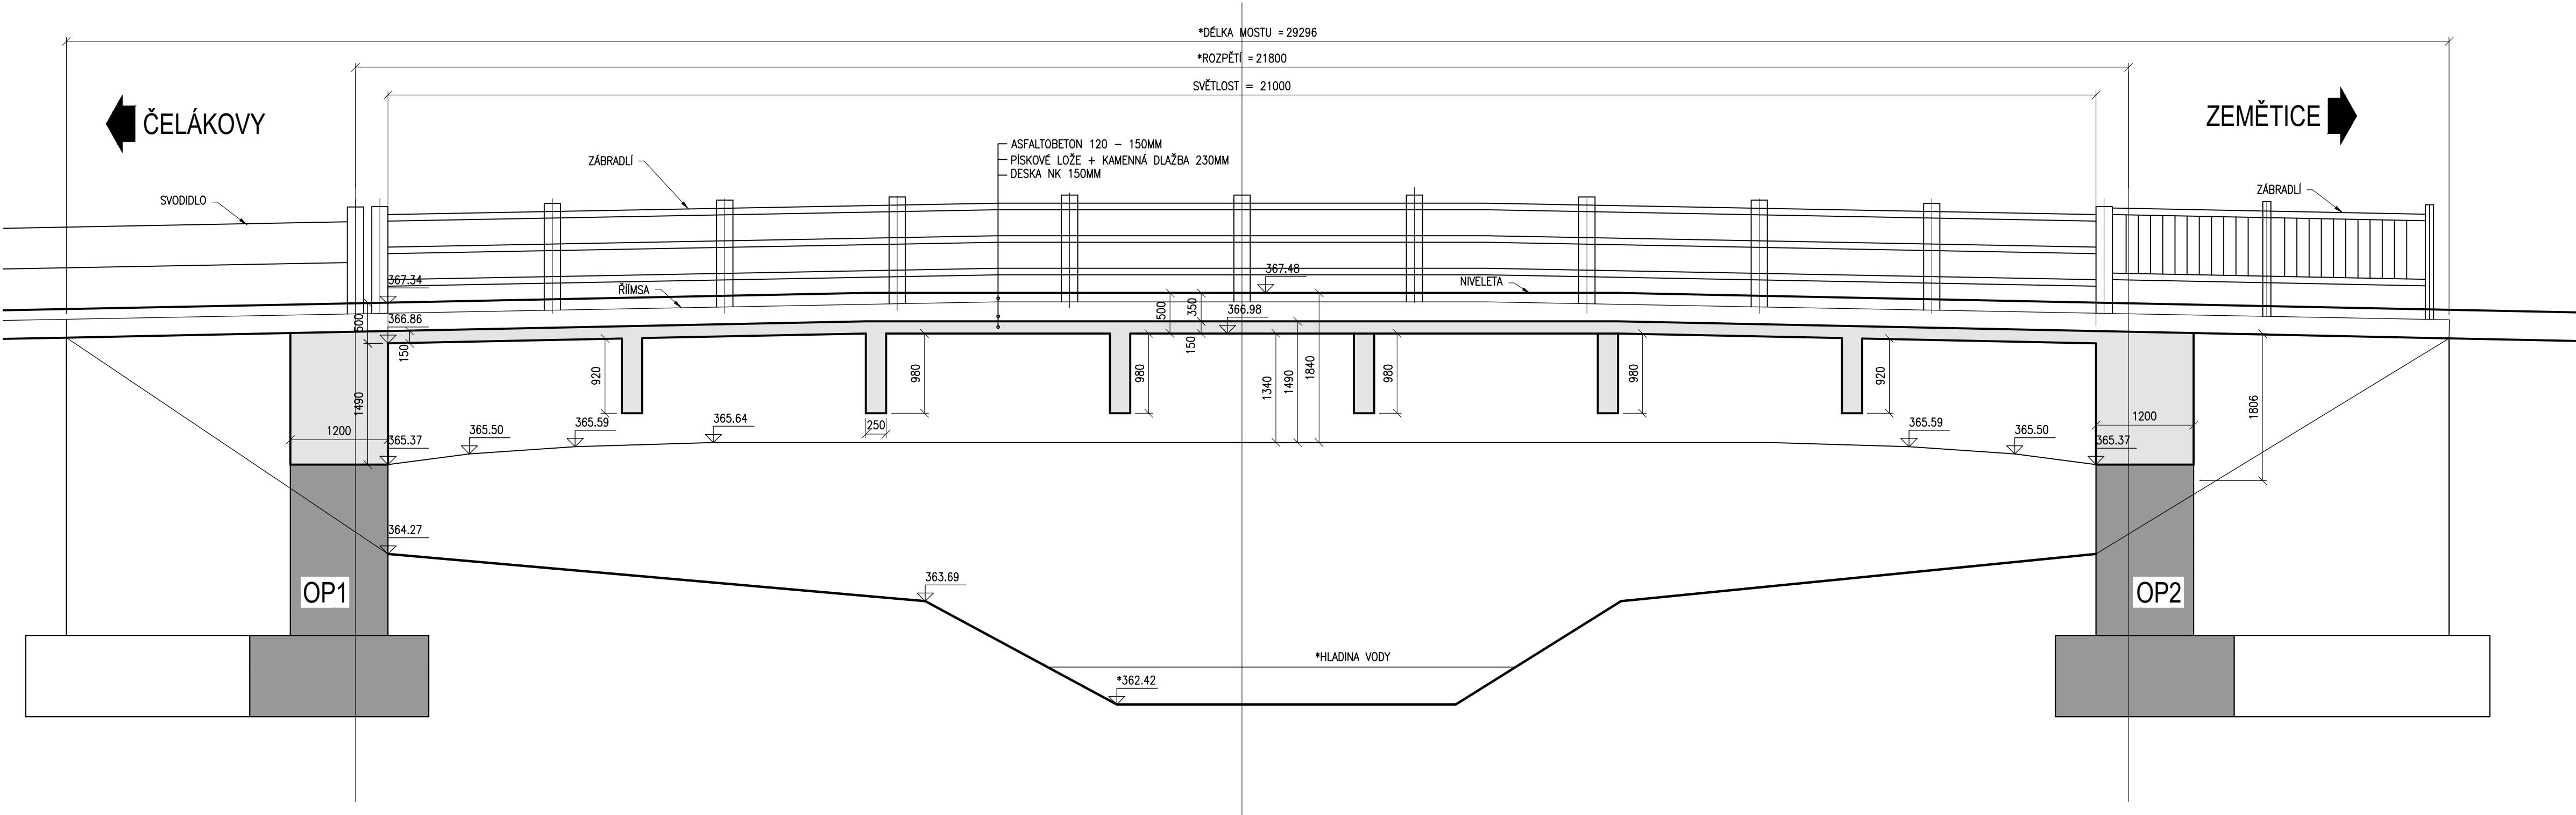 *DÉLKA MOSTU = 29296
*ROZPĚTÍ = 21800
SVĚTLOST = 21000
ČELÁKOVY
ZEMĚTICE
ASFALTOBETON 120 - 150MM
PÍSKOVÉ LOŽE + KAMENNÁ DLAŽBA 230MM
DESKA NK 150MM
ZÁBRADLÍ
ZÁBRADLÍ
SVODIDLO
367.34
ŘÍMSA
367.48
NIVELETA
366.86
500
150
500
350
150
366.98
920
980
980
1340
1490
1840
980
980
920
1806
1490
1200
365.37
365.50
365.59
365.64
250
365.59
365.50
365.37
1200
364.27
363.69
OP1
OP2
*HLADINA VODY
*362.42